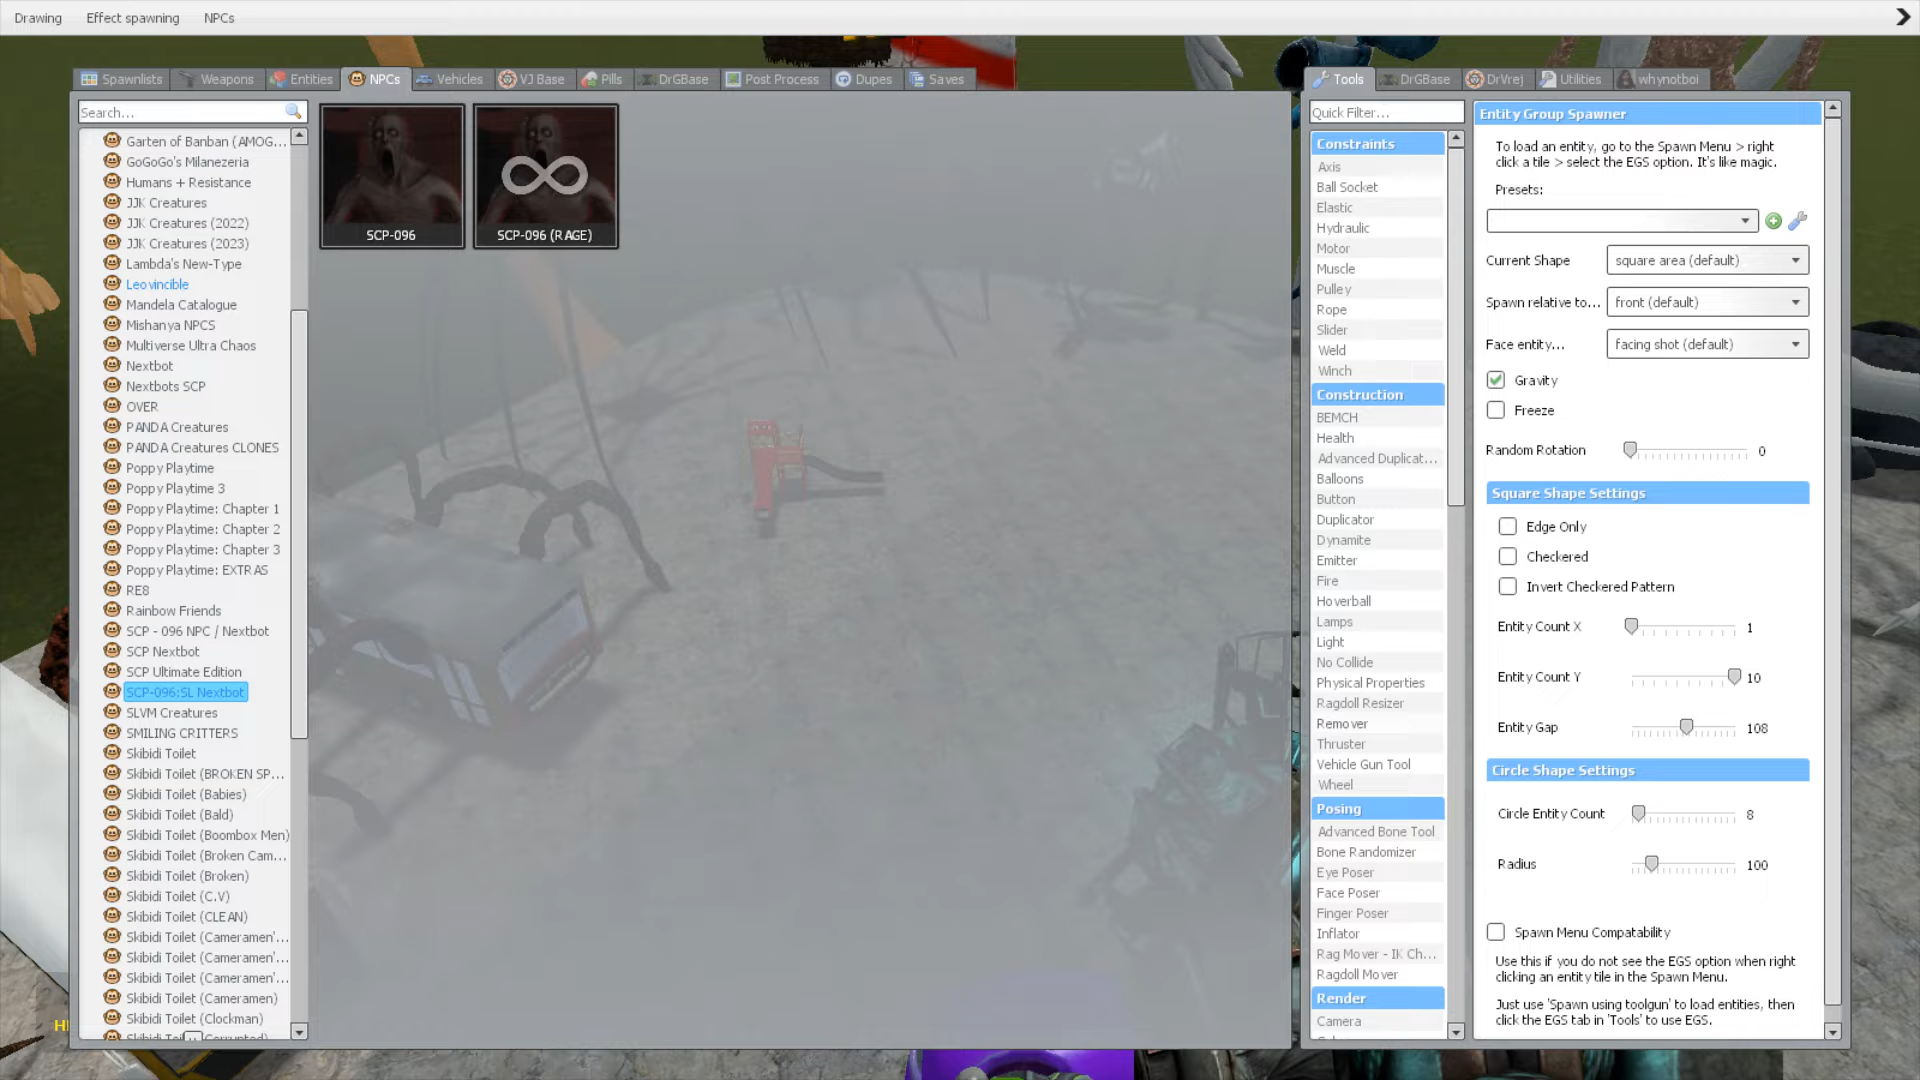 Drawing
Effect spawning
NPCs
Spawnlists
Weapons
Entities
NPCs
Vehicles
VJ Base
Pills
DrGBase
Post Process
Dupes
Saves
Search...
Garten of Banban (AMOG...
GoGoGo's Milanezeria
Humans + Resistance
JJK Creatures
JJK Creatures (2022)
JJK Creatures (2023)
Lambda's New-Type
Leovincible
Mandela Catalogue
Mishanya NPCS
Multiverse Ultra Chaos
Nextbot
Nextbots SCP
OVER
PANDA Creatures
PANDA Creatures CLONES
Poppy Playtime
Poppy Playtime 3
Poppy Playtime: Chapter 1
Poppy Playtime: Chapter 2
Poppy Playtime: Chapter 3
Poppy Playtime: EXTRAS
RE8
Rainbow Friends
SCP - 096 NPC / Nextbot
SCP Nextbot
SCP Ultimate Edition
SCP-096:SL Nextbot
SLVM Creatures
SMILING CRITTERS
Skibidi Toilet
Skibidi Toilet (BROKEN SP...
Skibidi Toilet (Babies)
Skibidi Toilet (Bald)
Skibidi Toilet (Boombox Men)
Skibidi Toilet (Broken Cam...
Skibidi Toilet (Broken)
Skibidi Toilet (C.V)
Skibidi Toilet (CLEAN)
Skibidi Toilet (Cameramen'...
Skibidi Toilet (Cameramen'...
Skibidi Toilet (Cameramen'...
Skibidi Toilet (Cameramen)
Skibidi Toilet (Clockman)
SCP-096
SCP-096 (RAGE)
Tools
DrGBase
DrVrej
Utilities
whynotboi
Quick Filter...
Constraints
Axis
Ball Socket
Elastic
Hydraulic
Motor
Muscle
Pulley
Rope
Slider
Weld
Winch
Construction
BEMCH
Health
Advanced Duplicat...
Balloons
Button
Duplicator
Dynamite
Emitter
Fire
Hoverball
Lamps
Light
No Collide
Physical Properties
Ragdoll Resizer
Remover
Thruster
Vehicle Gun Tool
Wheel
Posing
Advanced Bone Tool
Bone Randomizer
Eye Poser
Face Poser
Finger Poser
Inflator
Rag Mover - IK Ch...
Ragdoll Mover
Render
Camera
Entity Group Spawner
To load an entity, go to the Spawn Menu > right
click a tile > select the EGS option. It's like magic.
Presets:
Current Shape square area (default)
Spawn relative to... front (default)
Face entity... facing shot (default)
Gravity
Freeze
Random Rotation 0
Square Shape Settings
Edge Only
Checkered
Invert Checkered Pattern
Entity Count X 1
Entity Count Y 10
Entity Gap 108
Circle Shape Settings
Circle Entity Count 8
Radius 100
Spawn Menu Compatability
Use this if you do not see the EGS option when right
clicking an entity tile in the Spawn Menu.
Just use 'Spawn using toolgun' to load entities, then
click the EGS tab in 'Tools' to use EGS.